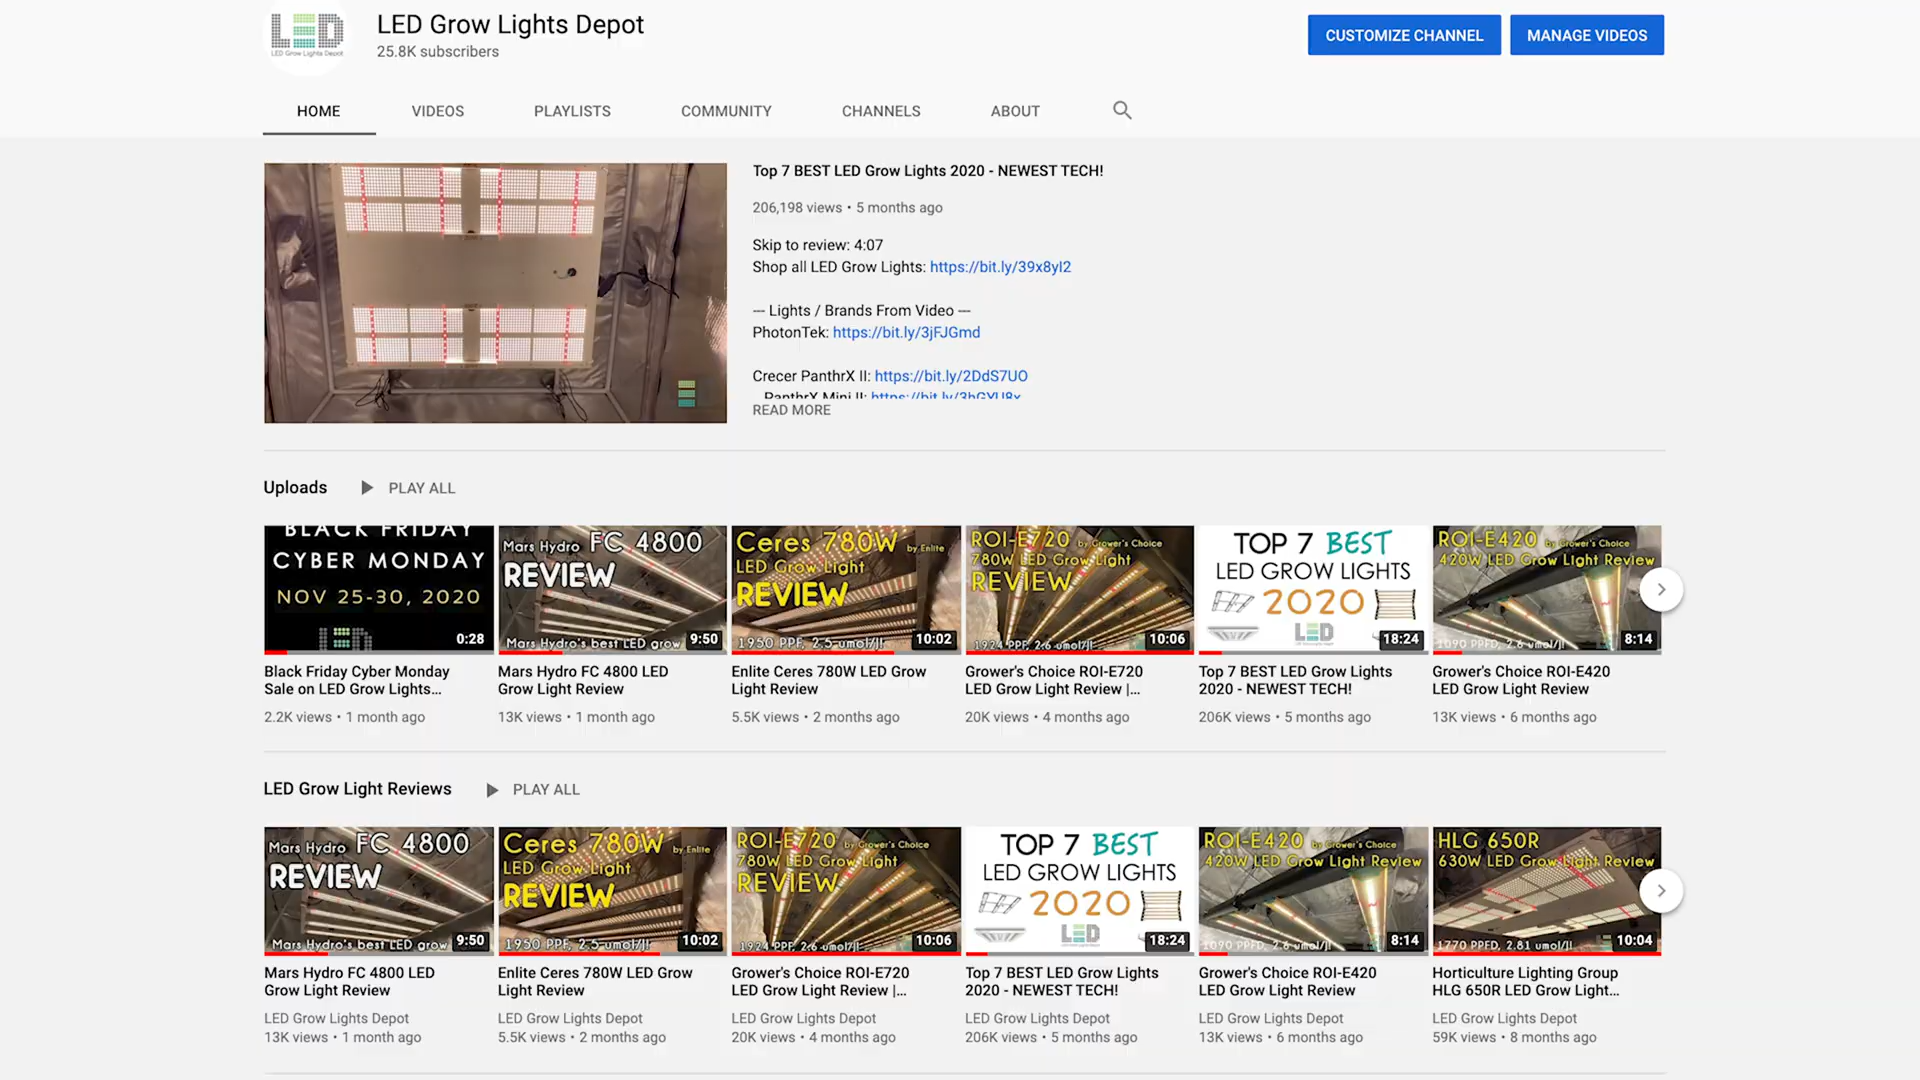 LED
LED Grow Lights Depot
LED Grow Lights Depot
25.8K subscribers
CUSTOMIZE CHANNEL
MANAGE VIDEOS
HOME
VIDEOS
PLAYLISTS
COMMUNITY
CHANNELS
ABOUT
Top 7 BEST LED Grow Lights 2020 - NEWEST TECH!
206,198 views • 5 months ago
Skip to review: 4:07
Shop all LED Grow Lights: https://bit.ly/39x8yI2
--- Lights / Brands From Video ---
PhotonTek: https://bit.ly/3jFJGmd
Crecer PanthrX II: https://bit.ly/2DdS7UO
PanthrX Mini II: https://bit.ly/3hGYU8x
READ MORE
Uploads
PLAY ALL
BLACK FRIDAY
CYBER MONDAY
NOV 25-30, 2020
LED
0:28
Black Friday Cyber Monday
Sale on LED Grow Lights...
2.2K views • 1 month ago
Mars Hydro FC 4800
REVIEW
Mars Hydro's best LED grow
9:50
Mars Hydro FC 4800 LED
Grow Light Review
13K views • 1 month ago
Ceres 780W by Enlite
LED Grow Light
REVIEW
1950 PPF, 2.5 umol/J!
10:02
Enlite Ceres 780W LED Grow
Light Review
5.5K views • 2 months ago
ROI-E720 by Grower's Choice
780W LED Grow Light
REVIEW
1924 PPF, 2.6 umol/J!
10:06
Grower's Choice ROI-E720
LED Grow Light Review |...
20K views • 4 months ago
TOP 7 BEST
LED GROW LIGHTS
2020
LED
18:24
Top 7 BEST LED Grow Lights
2020 - NEWEST TECH!
206K views • 5 months ago
ROI-E420 by Grower's Choice
420W LED Grow Light Review
1090 PPFD, 2.6 umol/J!
8:14
Grower's Choice ROI-E420
LED Grow Light Review
13K views • 6 months ago
LED Grow Light Reviews
PLAY ALL
Mars Hydro FC 4800
REVIEW
Mars Hydro's best LED grow
9:50
Mars Hydro FC 4800 LED
Grow Light Review
LED Grow Lights Depot
13K views • 1 month ago
Ceres 780W by Enlite
LED Grow Light
REVIEW
1950 PPF, 2.5 umol/J!
10:02
Enlite Ceres 780W LED Grow
Light Review
LED Grow Lights Depot
5.5K views • 2 months ago
ROI-E720 by Grower's Choice
780W LED Grow Light
REVIEW
1924 PPF, 2.6 umol/J!
10:06
Grower's Choice ROI-E720
LED Grow Light Review |...
LED Grow Lights Depot
20K views • 4 months ago
TOP 7 BEST
LED GROW LIGHTS
2020
LED
18:24
Top 7 BEST LED Grow Lights
2020 - NEWEST TECH!
LED Grow Lights Depot
206K views • 5 months ago
ROI-E420 by Grower's Choice
420W LED Grow Light Review
1090 PPFD, 2.6 umol/J!
8:14
Grower's Choice ROI-E420
LED Grow Light Review
LED Grow Lights Depot
13K views • 6 months ago
HLG 650R
630W LED Grow Light Review
1770 PPFD, 2.81 umol/J!
10:04
Horticulture Lighting Group
HLG 650R LED Grow Light...
LED Grow Lights Depot
59K views • 8 months ago